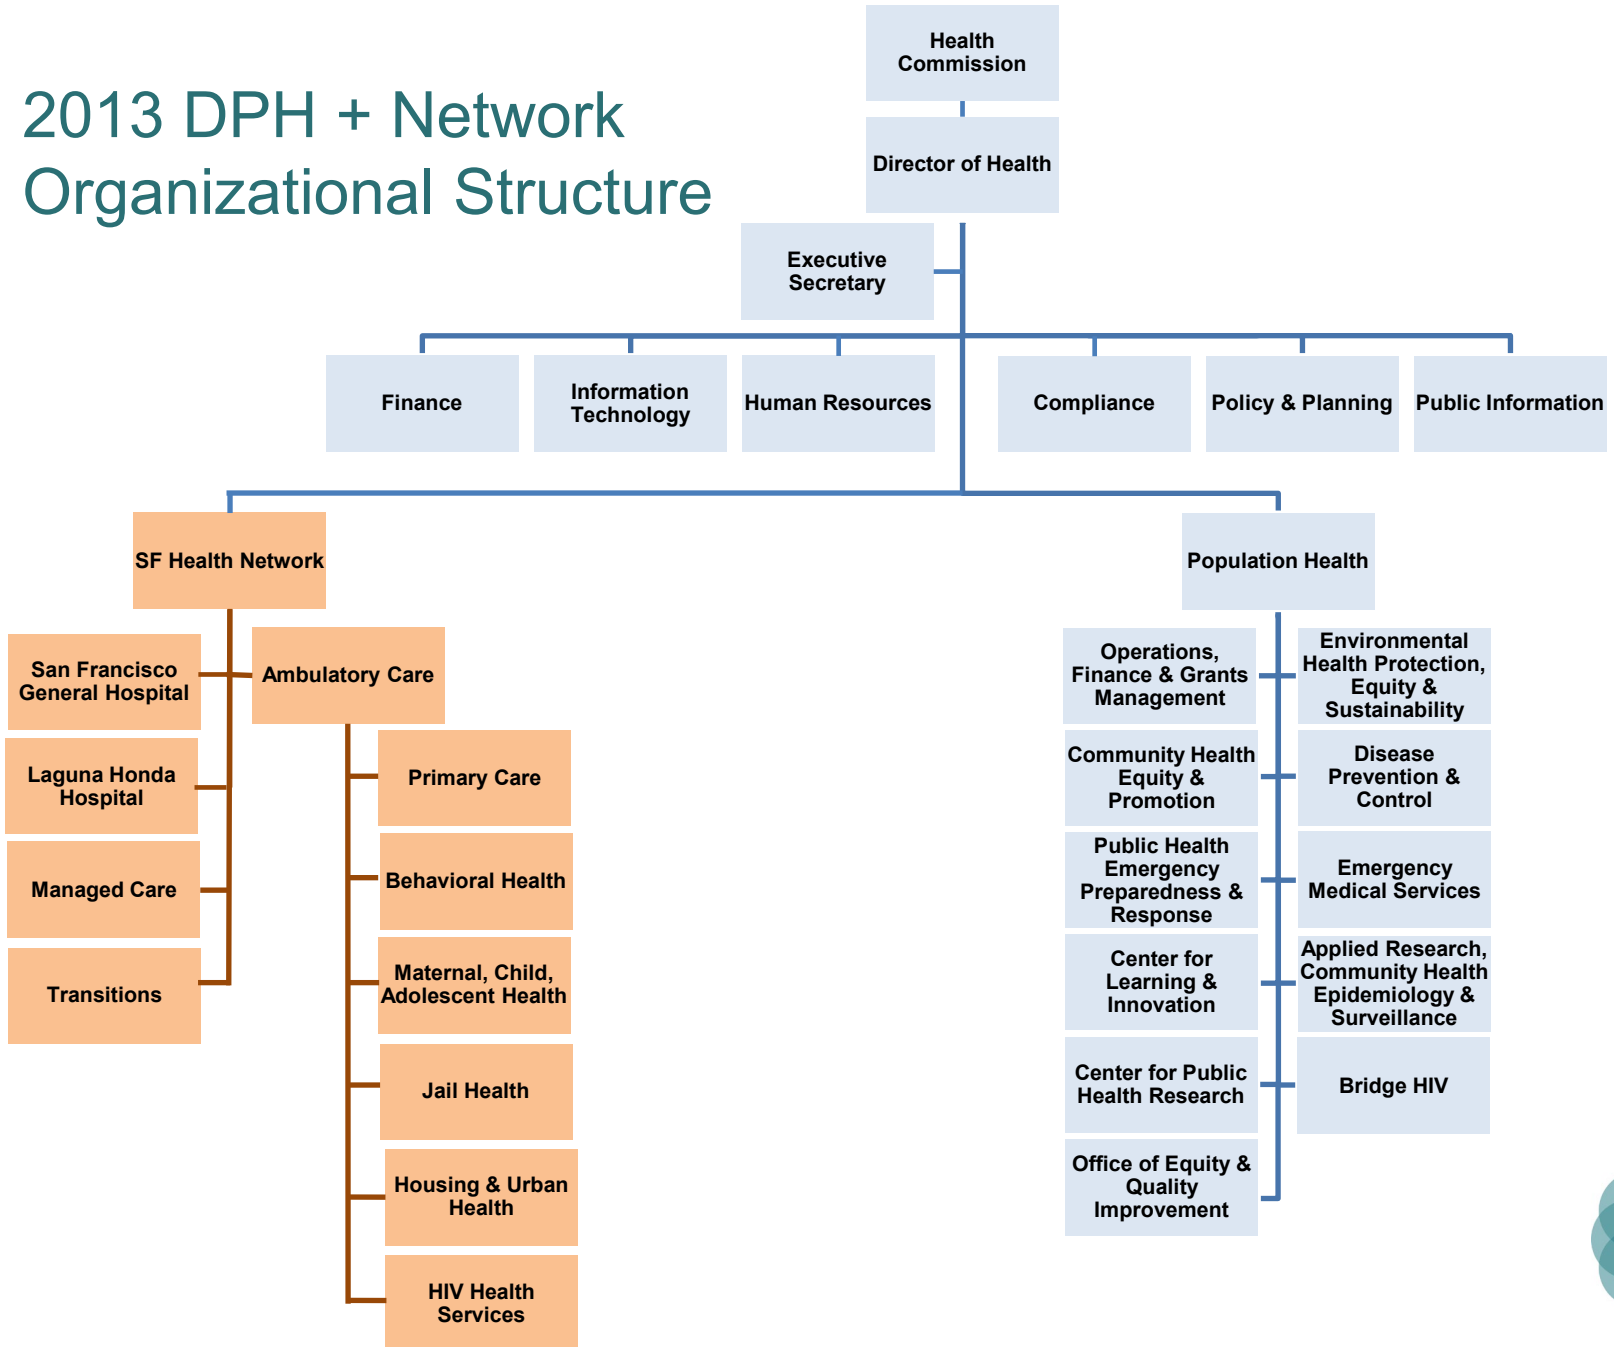 2013 DPH + Network
Organizational Structure
Health
Commission
Director of Health
Executive
Secretary
Finance
Information
Technology
Human Resources
Compliance
Policy & Planning
Public Information
SF Health Network
San Francisco
General Hospital
Laguna Honda
Hospital
Managed Care
Transitions
Ambulatory Care
Primary Care
Behavioral Health
Maternal, Child,
Adolescent Health
Jail Health
Housing & Urban
Health
HIV Health
Services
Population Health
Operations,
Finance & Grants
Management
Environmental
Health Protection,
Equity &
Sustainability
Community Health
Equity &
Promotion
Disease
Prevention &
Control
Public Health
Emergency
Preparedness &
Response
Emergency
Medical Services
Center for
Learning &
Innovation
Applied Research,
Community Health
Epidemiology &
Surveillance
Center for Public
Health Research
Bridge HIV
Office of Equity &
Quality
Improvement